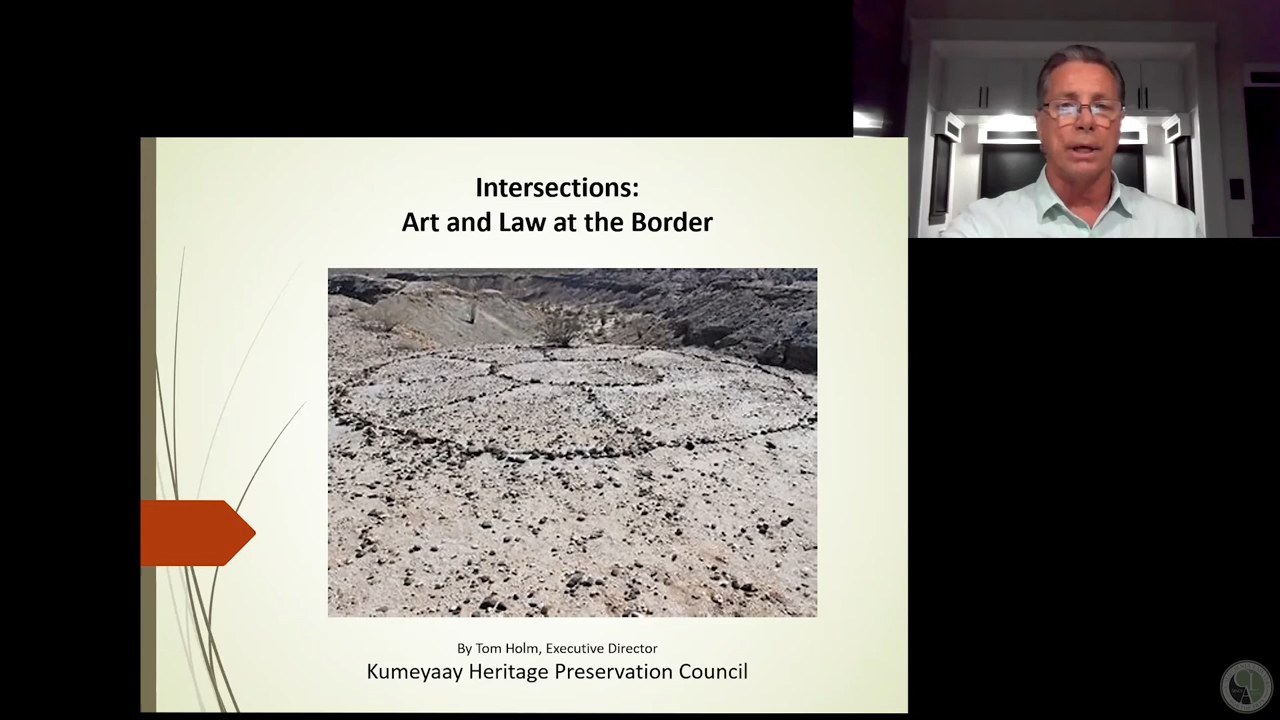 Intersections:
Art and Law at the Border
By Tom Holm, Executive Director
Kumeyaay Heritage Preservation Council